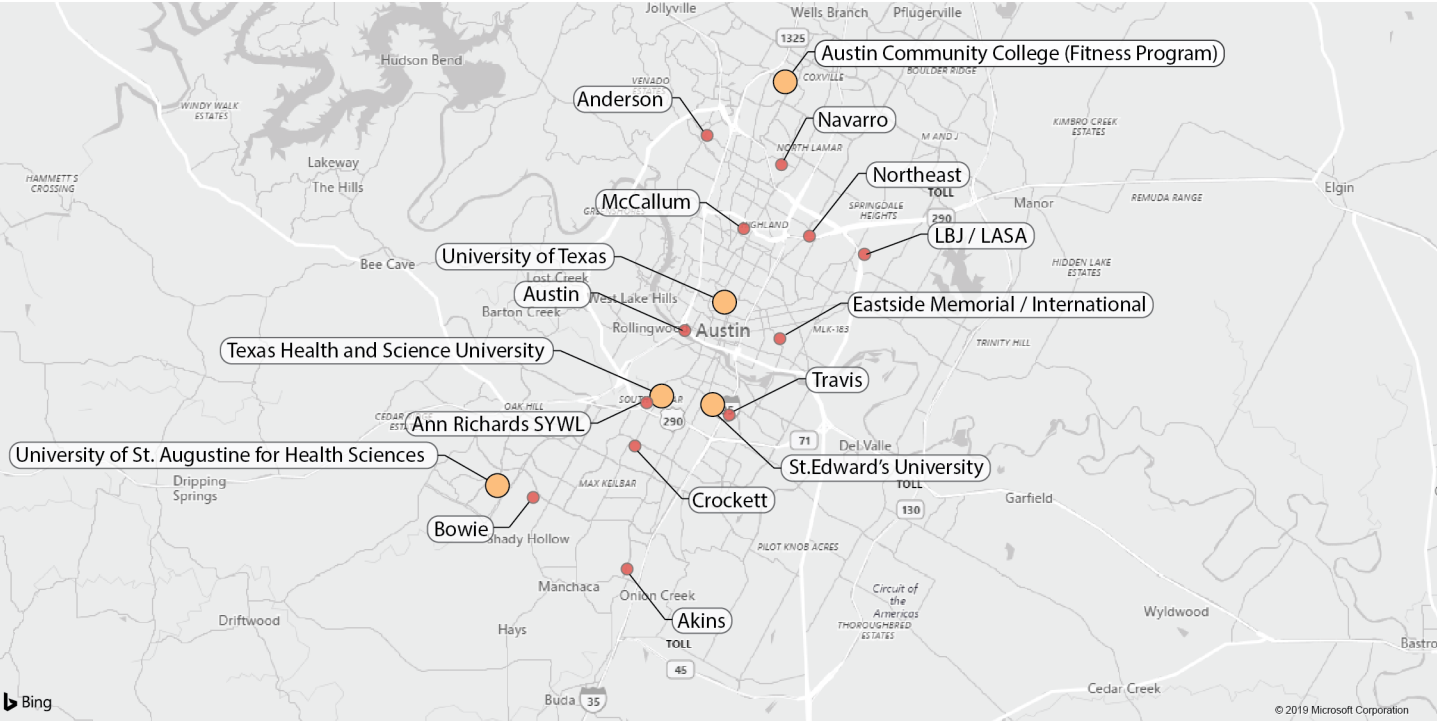 Jollyville
Wells Branch
Pflugerville
1325
Austin Community College (Fitness Program)
Hudson Bend
COXVILLE
BOULDER RIDGE
VENADO
ESTATES
Anderson
WINDY WALK
ESTATES
Navarro
KIMBRO CREEK
ESTATES
M AND J
NORTH LAMAR
Lakeway
The Hills
HAMMETT'S
CROSSING
Northeast
TOLL
290
Elgin
REMUDA RANGE
Manor
McCallum
SPRINGDALE
HEIGHTS
HIGHLAND
LBJ / LASA
University of Texas
Bee Cave
HIDDEN LAKE
ESTATES
Lost Creek
Austin
West Lake Hills
Barton Creek
Eastside Memorial / International
Rollingwood
Austin
MLK-183
TRINITY HILL
Texas Health and Science University
Travis
OAK HILL
Ann Richards SYWL
290
71
Del Valle
University of St. Augustine for Health Sciences
St.Edward's University
TOLL
130
Dripping
Springs
MAX KEILBAR
Crockett
Garfield
Bowie
Shady Hollow
PILOT KNOB ACRES
Manchaca
Onion Creek
Circuit of
the
Americas
THOROUGHBRED
ESTATES
Akins
Driftwood
Hays
Wyldwood
TOLL
45
Bastro
Buda
35
Cedar Creek
Bing
© 2019 Microsoft Corporation